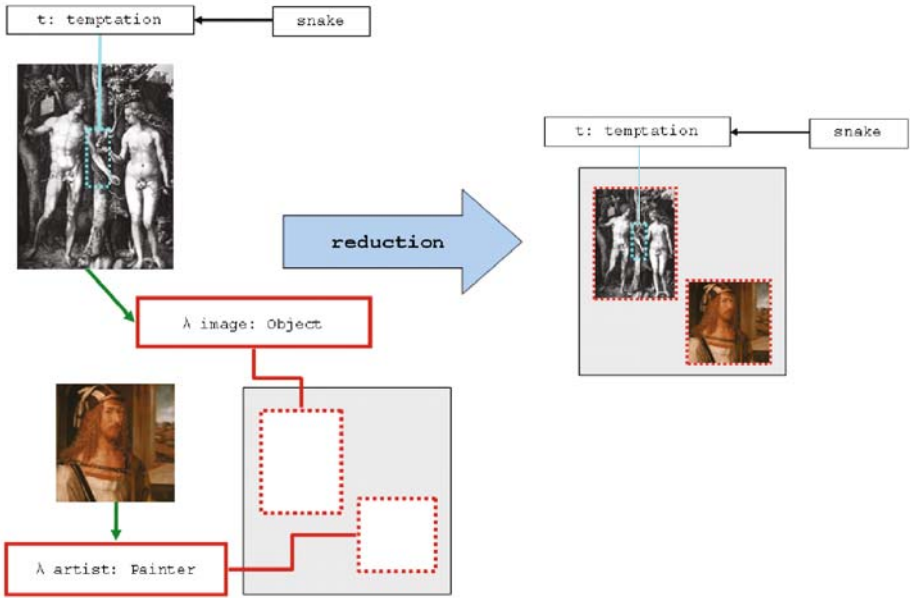 t: temptation
snake
λ image: Object
λ artist: Painter
reduction
t: temptation
snake